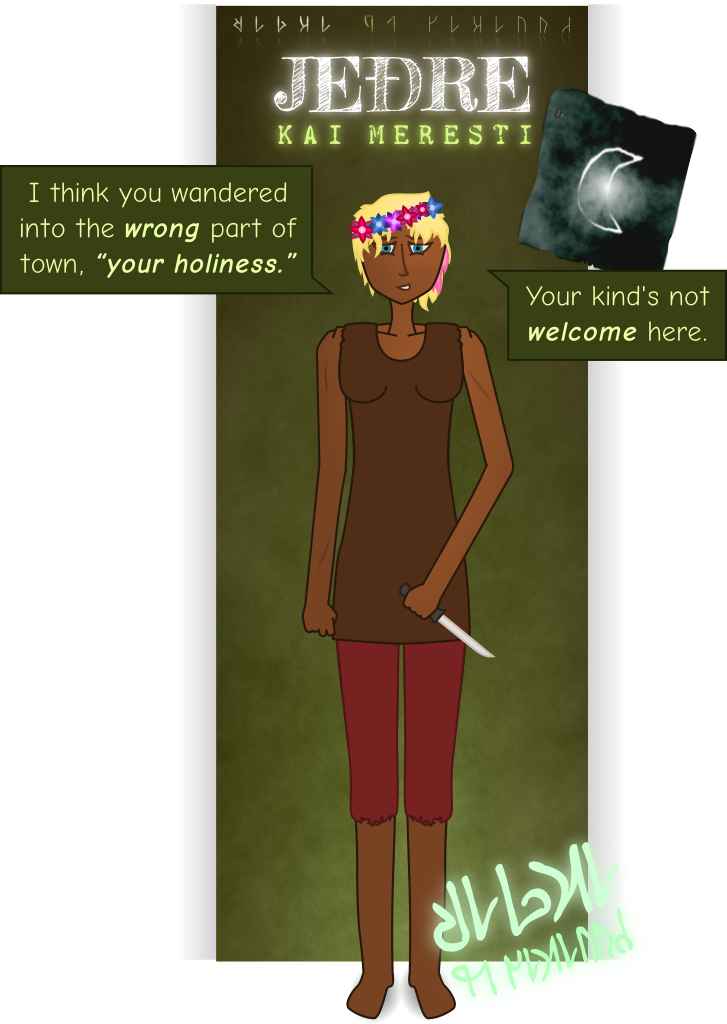 JEÐRE
KAI MERESTI
I think you wandered
into the wrong part of
town, “your holiness.”
Your kind's not
welcome here.